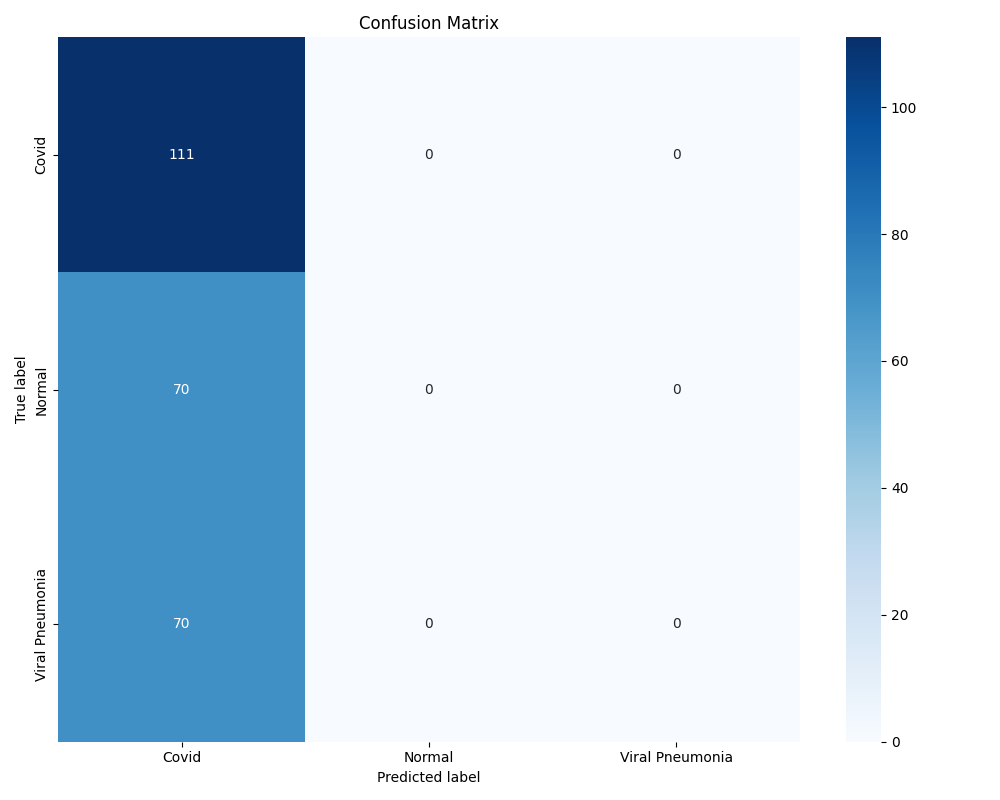 Confusion Matrix
True label
Covid
111 0 0
Normal
70 0 0
Viral Pneumonia
70 0 0
Covid Normal Viral Pneumonia
Predicted label
100
80
60
40
20
0